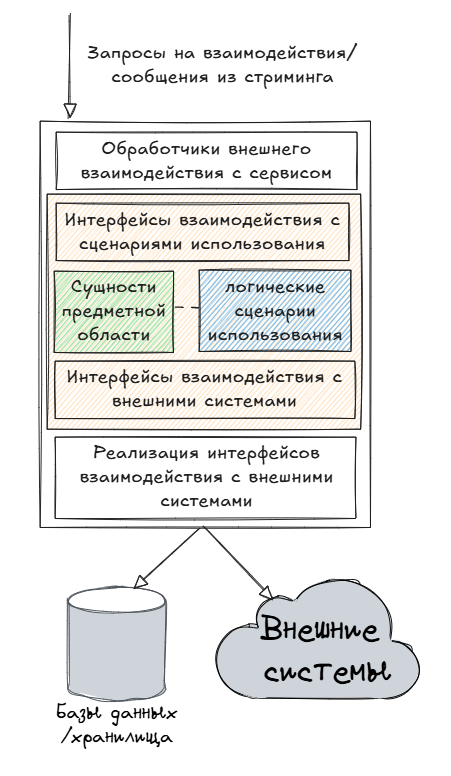 Запросы на взаимодействия/
сообщения из стриминга
Обработчики внешнего
взаимодействия с сервисом
Интерфейсы взаимодействия с
сценариями использования
Сущности
предметной
области
логические
сценарии
использования
Интерфейсы взаимодействия с
внешними системами
Реализация интерфейсов
взаимодействия с внешними
системами
Внешние
системы
Базы данных
/хранилища